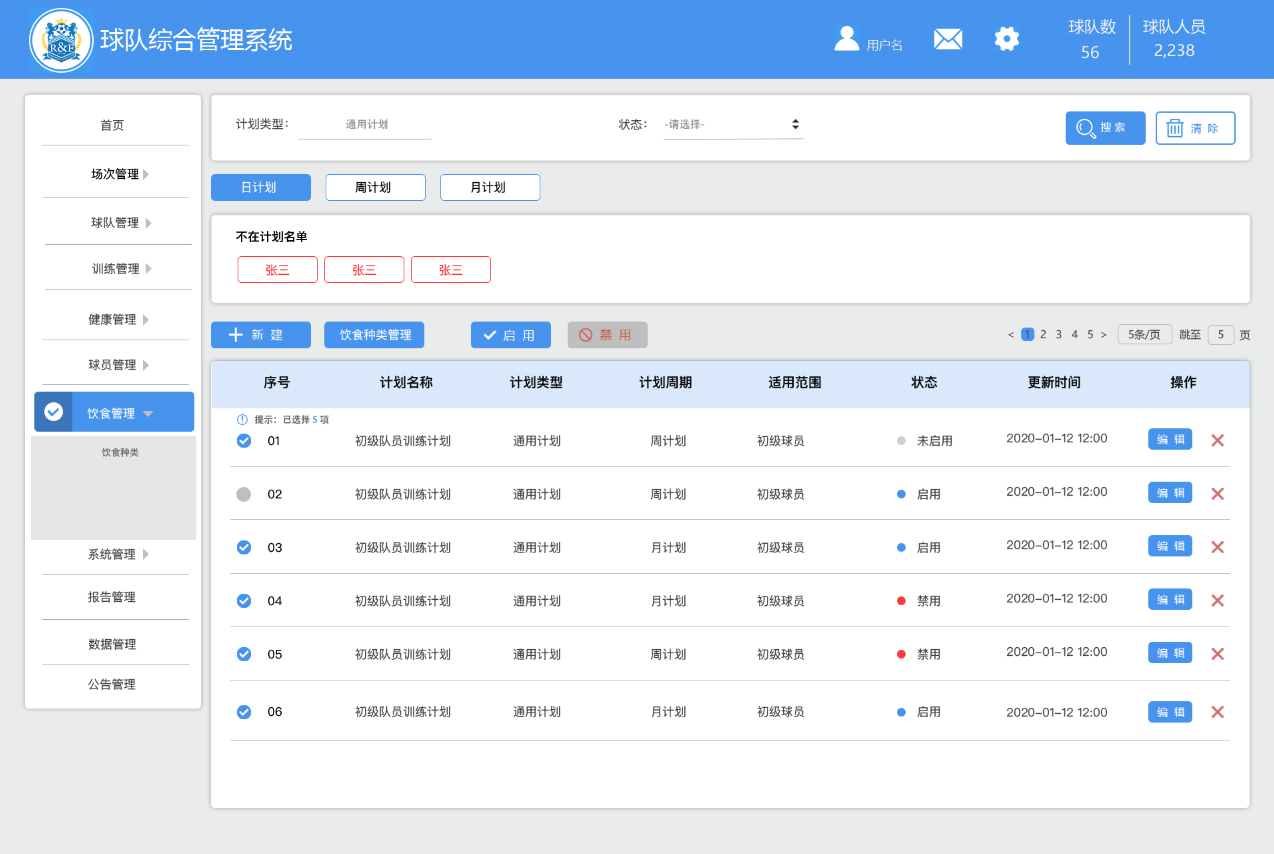 R&F
球队综合管理系统
用户名
球队数
56
球队人员
2,238
首页
场次管理
球队管理
训练管理
健康管理
球员管理
饮食管理
饮食种类
系统管理
报告管理
数据管理
公告管理
计划类型: 通用计划 状态: -请选择- 搜索 清除
日计划 周计划 月计划
不在计划名单
张三 张三 张三
新建 饮食种类管理 启用 禁用 < 1 2 3 4 5 > 5条/页 跳至 5 页
序号 计划名称 计划类型 计划周期 适用范围 状态 更新时间 操作
提示: 已选择 5 项
01 初级队员训练计划 通用计划 周计划 初级球员 未启用 2020-01-12 12:00 编辑
02 初级队员训练计划 通用计划 周计划 初级球员 启用 2020-01-12 12:00 编辑
03 初级队员训练计划 通用计划 月计划 初级球员 启用 2020-01-12 12:00 编辑
04 初级队员训练计划 通用计划 月计划 初级球员 禁用 2020-01-12 12:00 编辑
05 初级队员训练计划 通用计划 周计划 初级球员 禁用 2020-01-12 12:00 编辑
06 初级队员训练计划 通用计划 月计划 初级球员 启用 2020-01-12 12:00 编辑